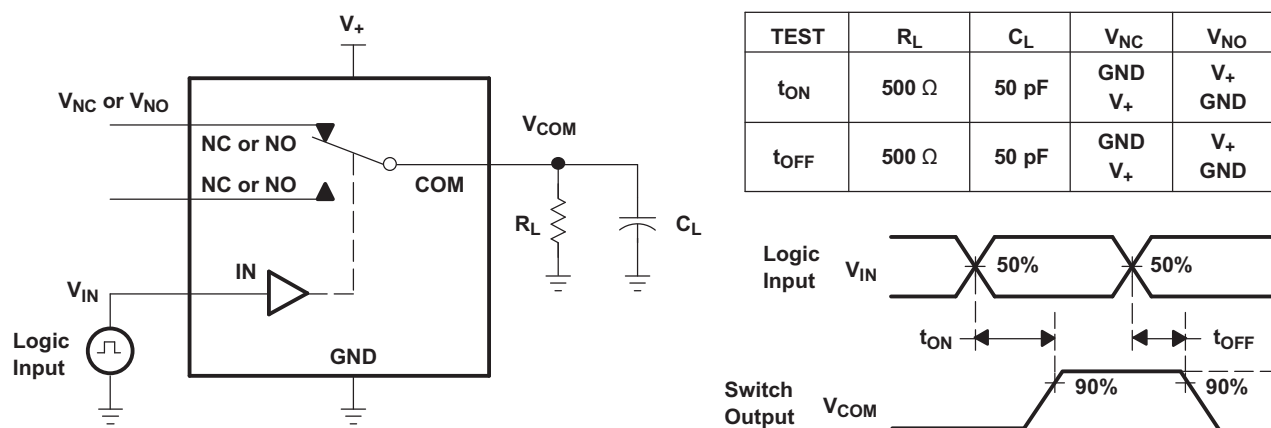 V+
VNC or VNO
NC or NO
NC or NO
COM
VCOM
RL
CL
IN
VIN
Logic
Input
GND
TEST RL CL VNC VNO
tON 500 Ω 50 pF GND V+
V+ GND
tOFF 500 Ω 50 pF GND V+
V+ GND
Logic
Input
VIN
50%
50%
tON
tOFF
Switch
Output
VCOM
90%
90%